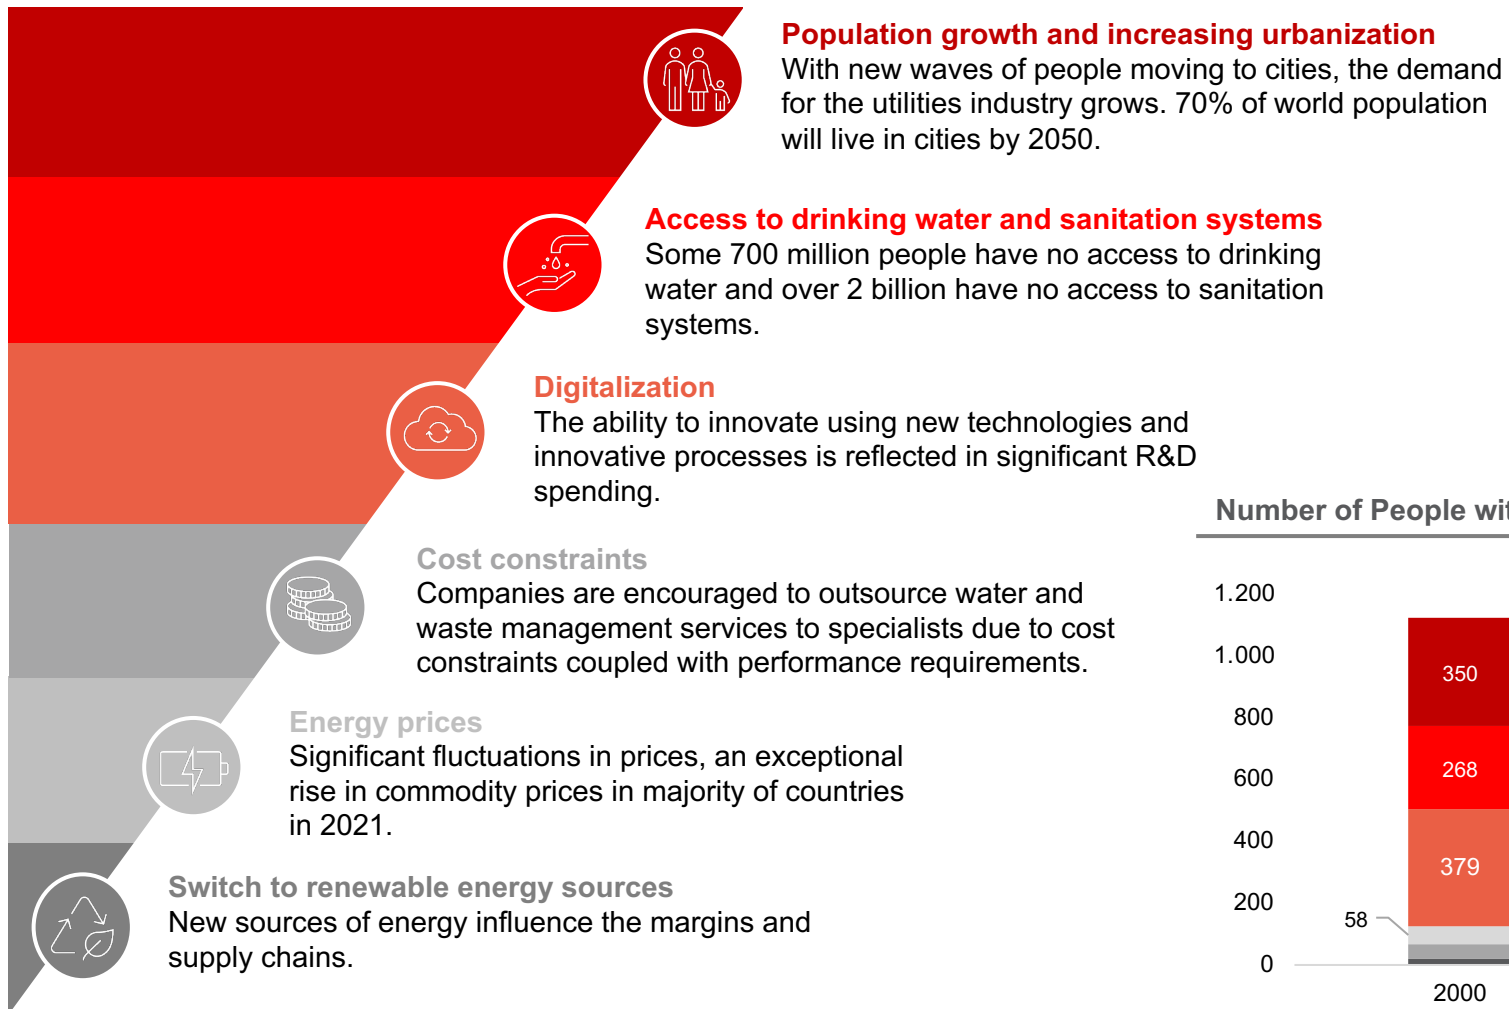 Population growth and increasing urbanization
With new waves of people moving to cities, the demand
for the utilities industry grows. 70% of world population
will live in cities by 2050.
Access to drinking water and sanitation systems
Some 700 million people have no access to drinking
water and over 2 billion have no access to sanitation
systems.
Digitalization
The ability to innovate using new technologies and
innovative processes is reflected in significant R&D
spending.
Cost constraints
Companies are encouraged to outsource water and
waste management services to specialists due to cost
constraints coupled with performance requirements.
Energy prices
Significant fluctuations in prices, an exceptional
rise in commodity prices in majority of countries
in 2021.
Switch to renewable energy sources
New sources of energy influence the margins and
supply chains.
Number of People
1.200
1.000
800
600
400
200
0
350
268
379
58
2000